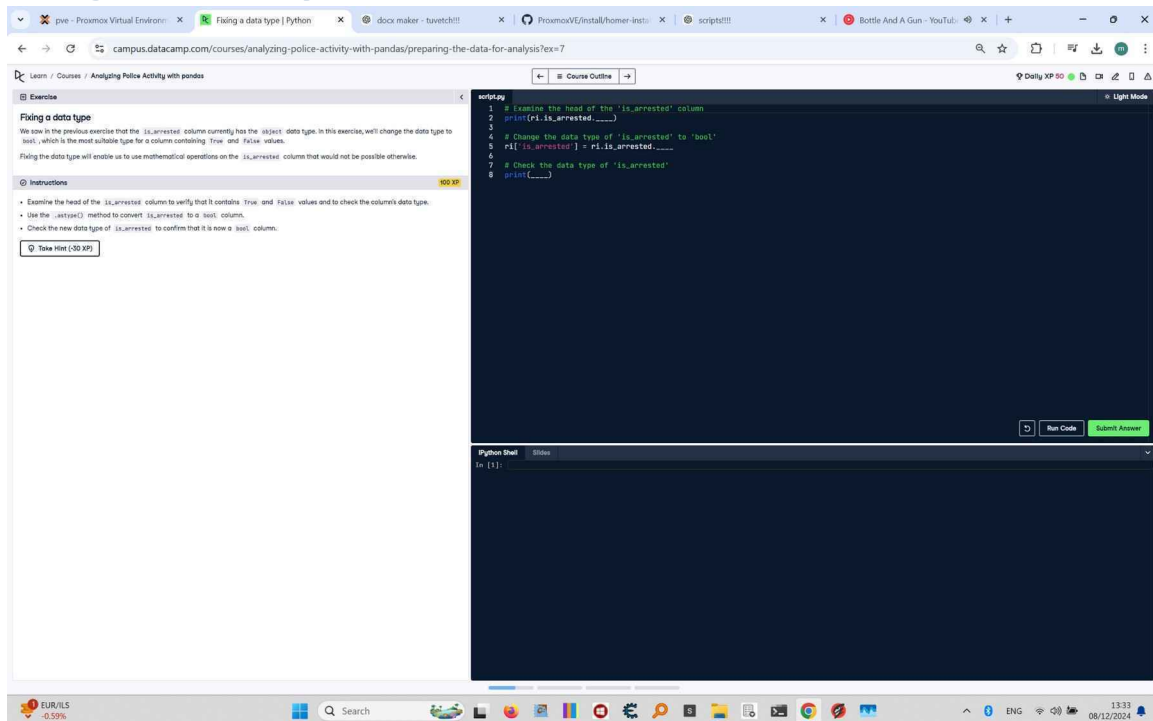 pve - Proxmox Virtual Environm
Fixing a data type | Python
docx maker - tuvetch!!!
ProxmoxVE/install/homer-insta
scripts!!!!
Bottle And A Gun - YouTub
campus.datacamp.com/courses/analyzing-police-activity-with-pandas/preparing-the-data-for-analysis?ex=7
m
Learn / Courses / Analyzing Police Activity with pandas
Course Outline
Daily XP 50
Exercise
Fixing a data type
We saw in the previous exercise that the is_arrested column currently has the object data type. In this exercise, we'll change the data type to
bool , which is the most suitable type for a column containing True and False values.
Fixing the data type will enable us to use mathematical operations on the is_arrested column that would not be possible otherwise.
Instructions
100 XP
• Examine the head of the is_arrested column to verify that it contains True and False values and to check the column's data type.
• Use the .astype() method to convert is_arrested to a bool column.
• Check the new data type of is_arrested to confirm that it is now a bool column.
Take Hint (-30 XP)
script.py
Light Mode
1 # Examine the head of the 'is_arrested' column
2 print(ri.is_arrested.____)
3
4 # Change the data type of 'is_arrested' to 'bool'
5 ri['is_arrested'] = ri.is_arrested.____
6
7 # Check the data type of 'is_arrested'
8 print(____)
Run Code
Submit Answer
IPython Shell
Slides
In [1]:
1
EUR/ILS
-0.59%
Search
S
ENG
13:33
08/12/2024